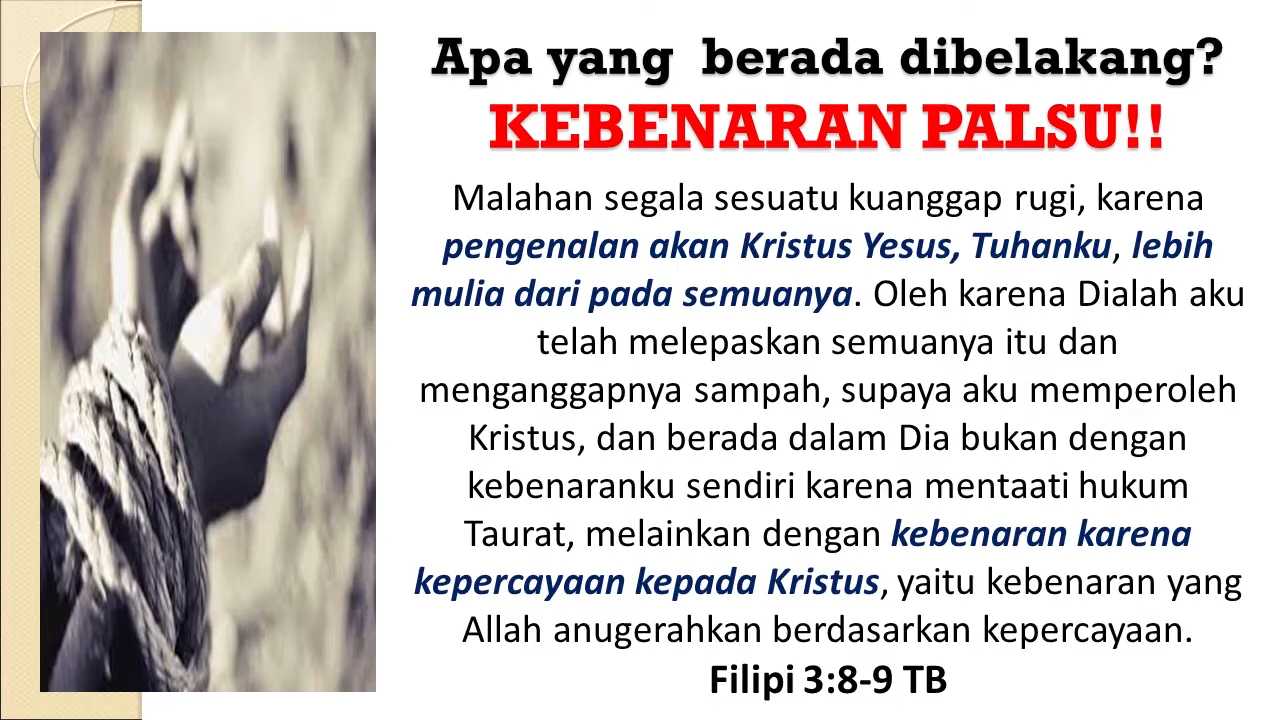 Apa yang berada dibelakang?
KEBENARAN PALSU!!
Malahan segala sesuatu kuanggap rugi, karena
pengenalan akan Kristus Yesus, Tuhanku, lebih
mulia dari pada semuanya. Oleh karena Dialah aku
telah melepaskan semuanya itu dan
menganggapnya sampah, supaya aku memperoleh
Kristus, dan berada dalam Dia bukan dengan
kebenaranku sendiri karena mentaati hukum
Taurat, melainkan dengan kebenaran karena
kepercayaan kepada Kristus, yaitu kebenaran yang
Allah anugerahkan berdasarkan kepercayaan.
Filipi 3:8-9 TB